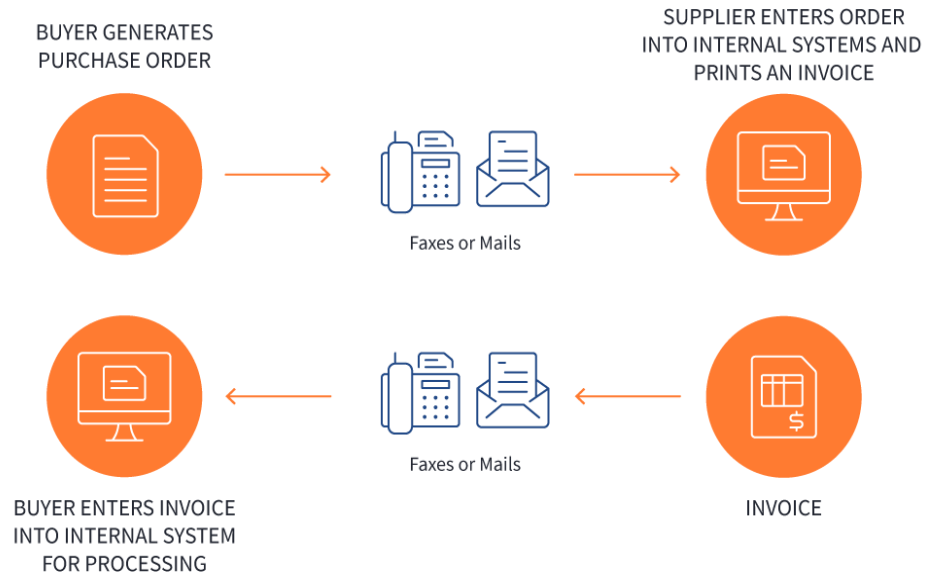 BUYER GENERATES
PURCHASE ORDER
SUPPLIER ENTERS ORDER
INTO INTERNAL SYSTEMS AND
PRINTS AN INVOICE
Faxes or Mails
Faxes or Mails
$
BUYER ENTERS INVOICE
INTO INTERNAL SYSTEM
FOR PROCESSING
INVOICE